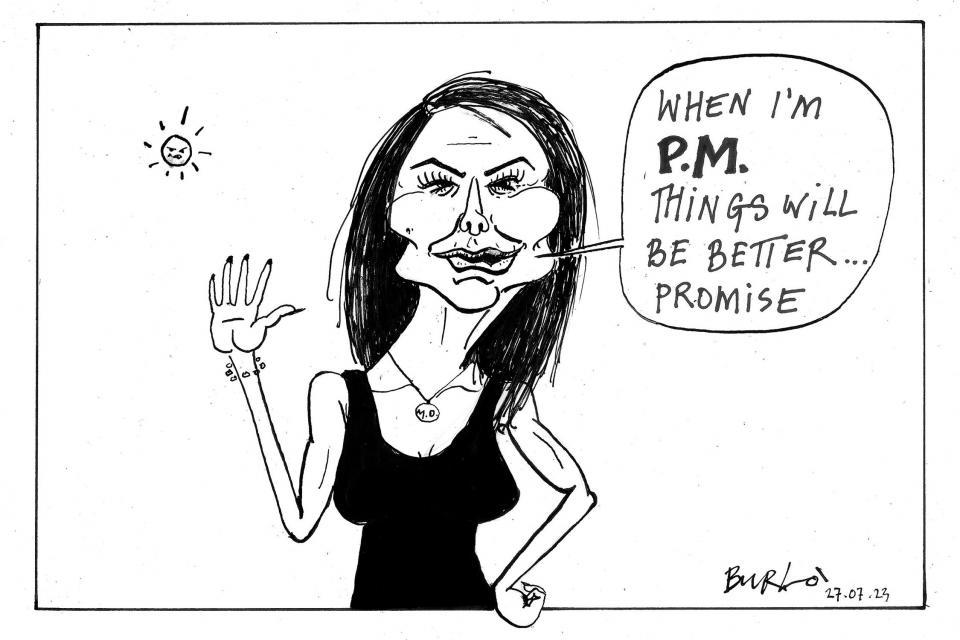 WHEN I'M
P.M.
THINGS WILL
BE BETTER...
PROMISE
M.O.
BURLO'
27.07.23